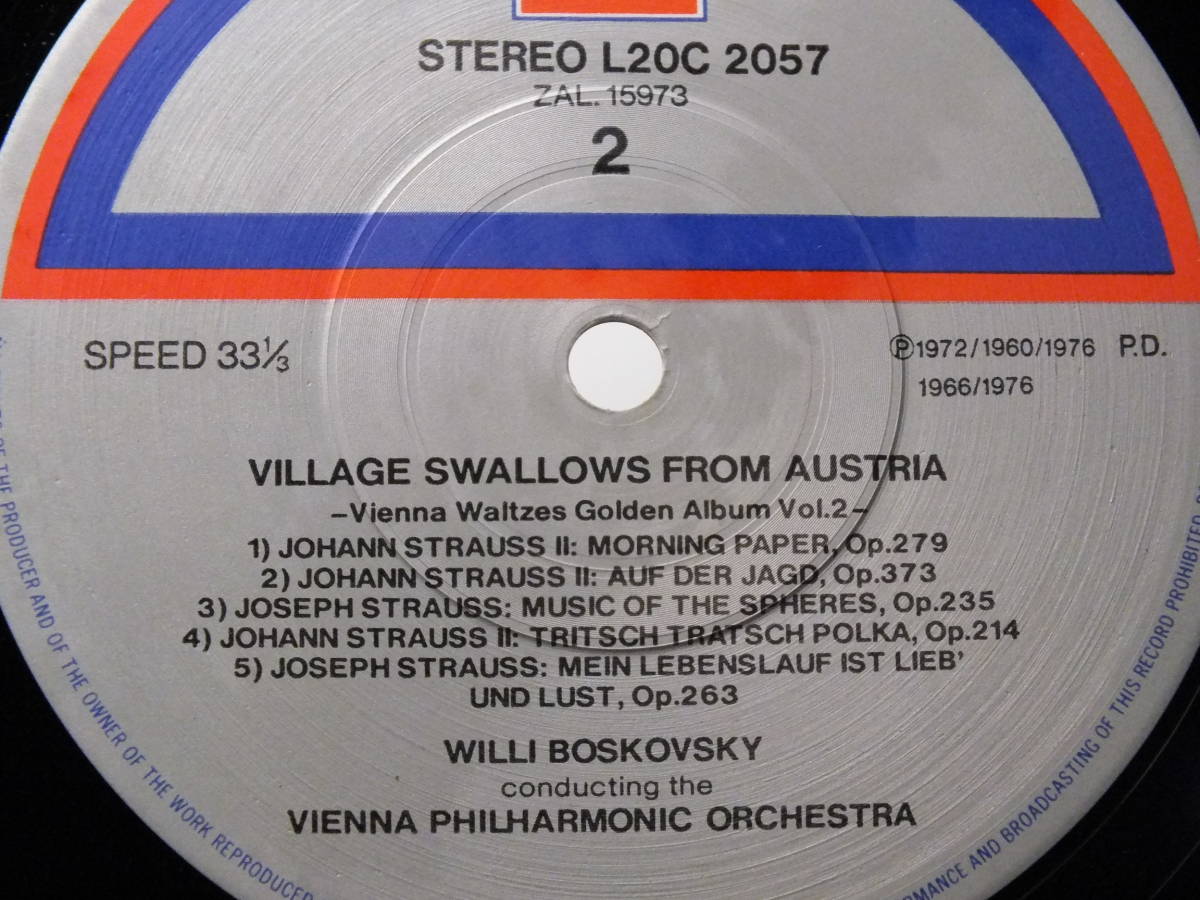 STEREO L20C 2057
ZAL. 15973
2
SPEED 33⅓
Ⓟ1972/1960/1976 P.D.
1966/1976
VILLAGE SWALLOWS FROM AUSTRIA
–Vienna Waltzes Golden Album Vol.2–
1) JOHANN STRAUSS II: MORNING PAPER, Op.279
2) JOHANN STRAUSS II: AUF DER JAGD, Op.373
3) JOSEPH STRAUSS: MUSIC OF THE SPHERES, Op.235
4) JOHANN STRAUSS II: TRITSCH TRATSCH POLKA, Op.214
5) JOSEPH STRAUSS: MEIN LEBENSLAUF IST LIEB'
UND LUST, Op.263
WILLI BOSKOVSKY
conducting the
VIENNA PHILHARMONIC ORCHESTRA
OF THE PRODUCER AND OF THE OWNER OF THE WORK REPRODUCED
MANCE AND BROADCASTING OF THIS RECORD PROHIBITED